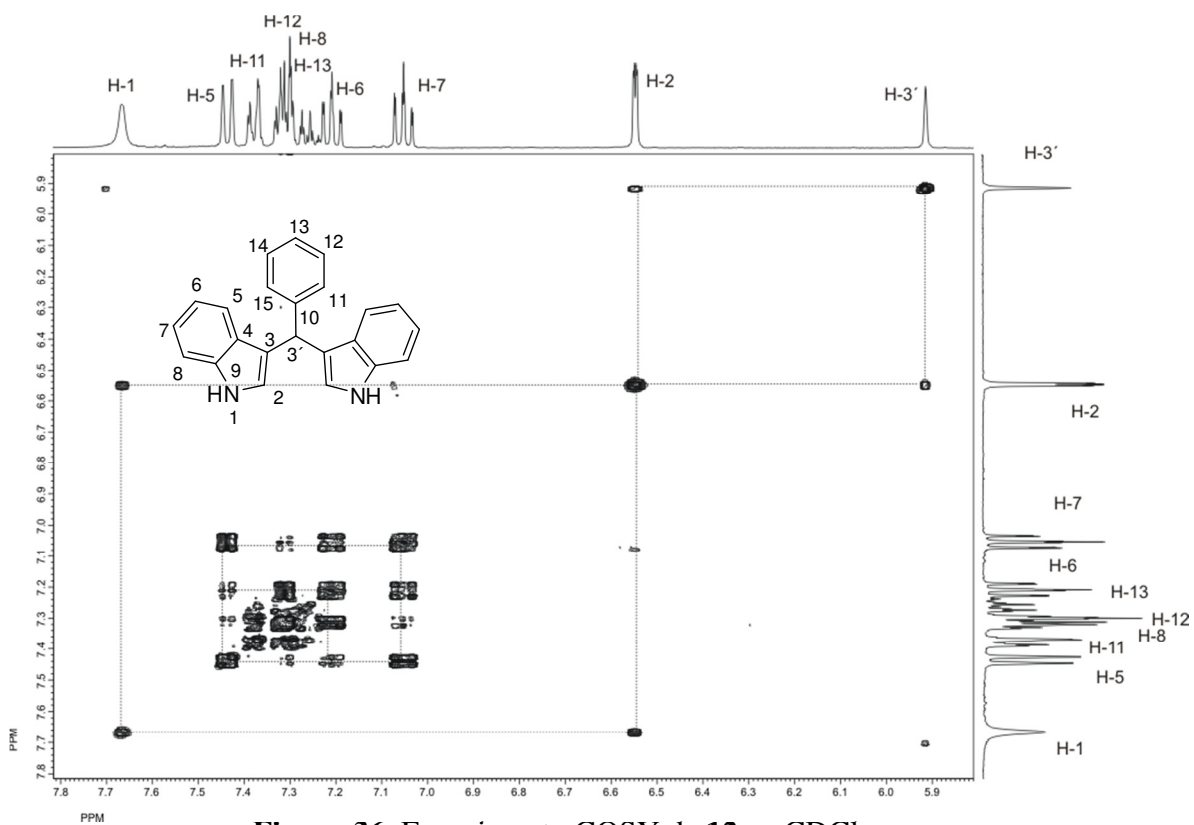 H-12
H-8
H-11
H-13
H-1
H-5
H-6
H-7
H-2
H-3´
H-3´
5.9
6.0
6.1
6.2
6.3
6.4
6.5
6.6
6.7
6.8
6.9
7.0
7.1
7.2
7.3
7.4
7.5
7.6
7.7
7.8
PPM
13
14
12
6
5
15
11
10
7
4
3
3´
8
9
HN
2
NH
1
H-2
H-7
H-6
H-13
H-12
H-8
H-11
H-5
H-1
7.8
7.7
7.6
7.5
7.4
7.3
7.2
7.1
7.0
6.9
6.8
6.7
6.6
6.5
6.4
6.3
6.2
6.1
6.0
5.9
PPM